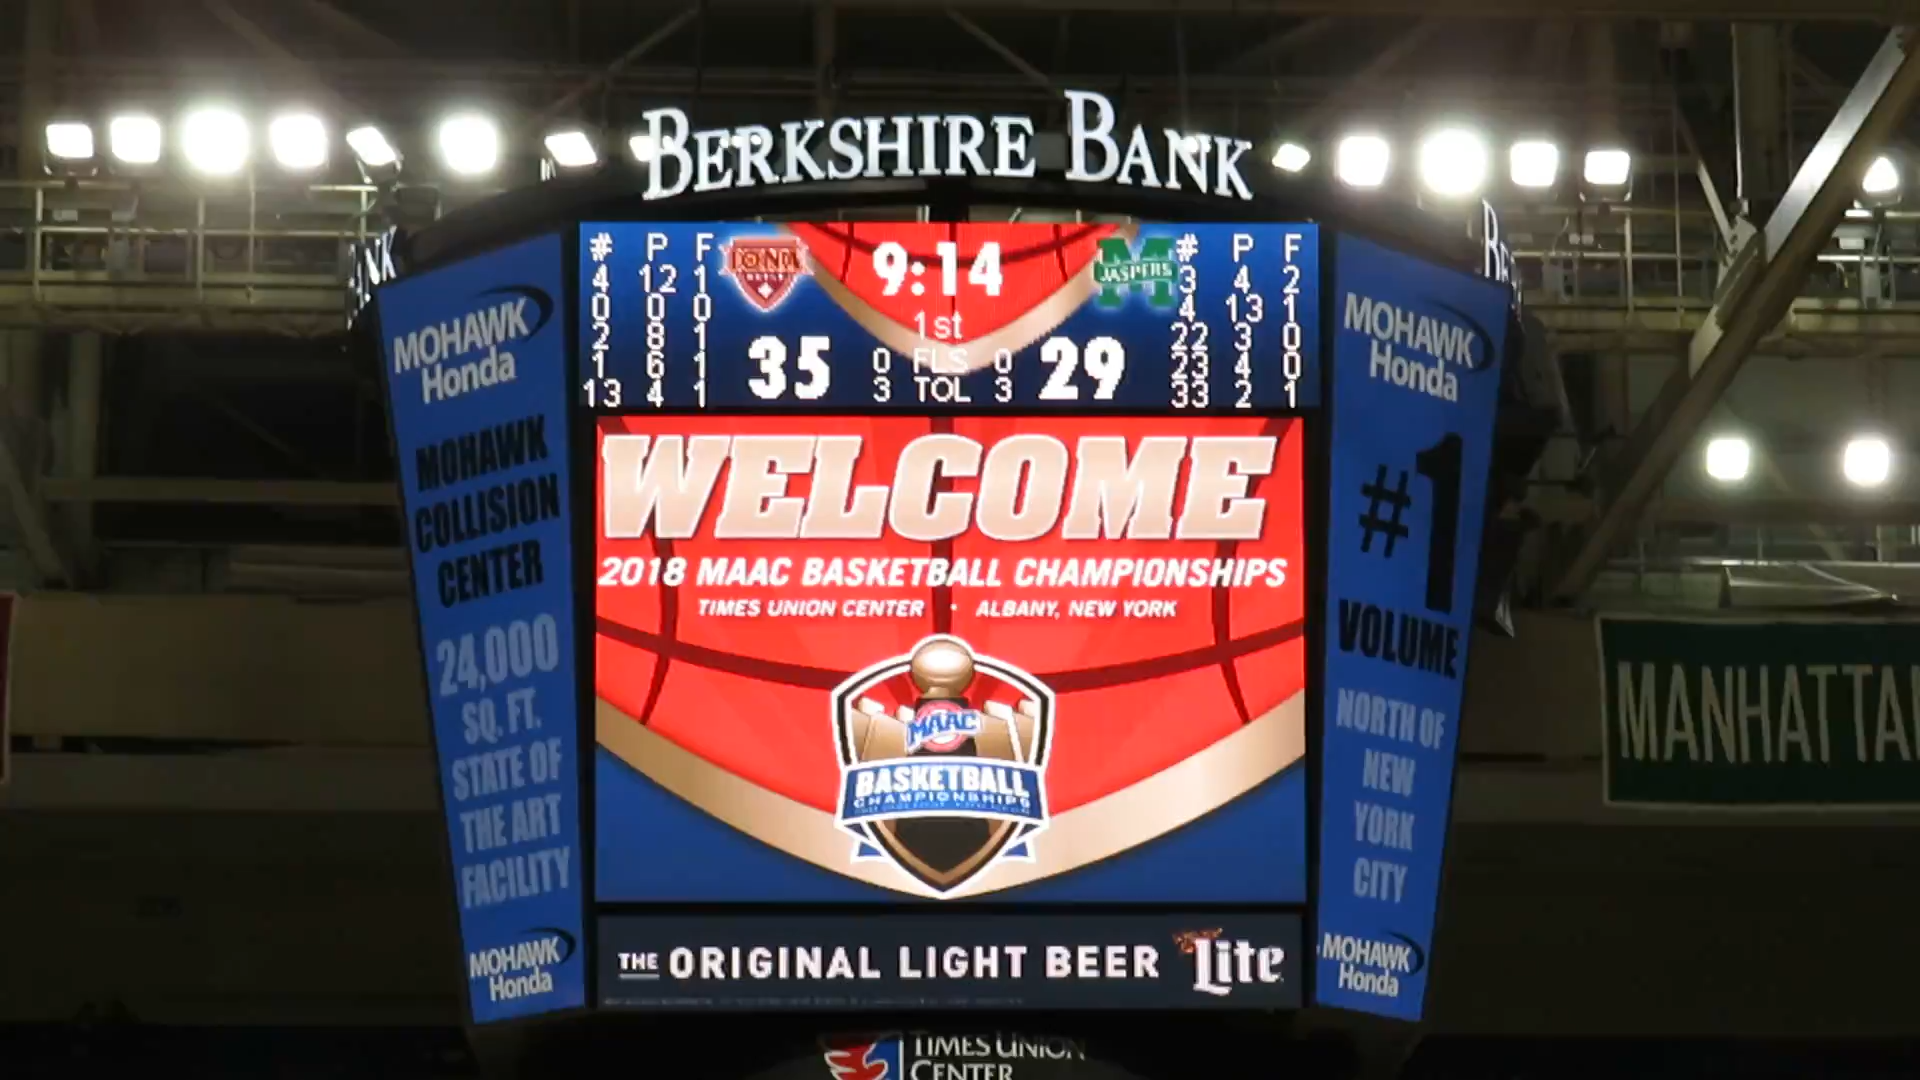 BERKSHIRE BANK
# P F
4 12 1
0 0 0
2 8 1
1 6 1
13 4 1
IONA
9:14
1st
35 0 FLS 0 29
3 TOL 3
M
JASPERS
# P F
3 4 2
4 13 1
22 3 0
23 4 0
33 2 1
WELCOME
2018 MAAC BASKETBALL CHAMPIONSHIPS
TIMES UNION CENTER • ALBANY, NEW YORK
MAAC
BASKETBALL
CHAMPIONSHIPS
THE ORIGINAL LIGHT BEER Lite
MOHAWK
Honda
MOHAWK
COLLISION
CENTER
24,000
SQ. FT.
STATE OF
THE ART
FACILITY
MOHAWK
Honda
MOHAWK
Honda
#1
VOLUME
NORTH OF
NEW
YORK
CITY
MOHAWK
Honda
TIMES UNION
CENTER